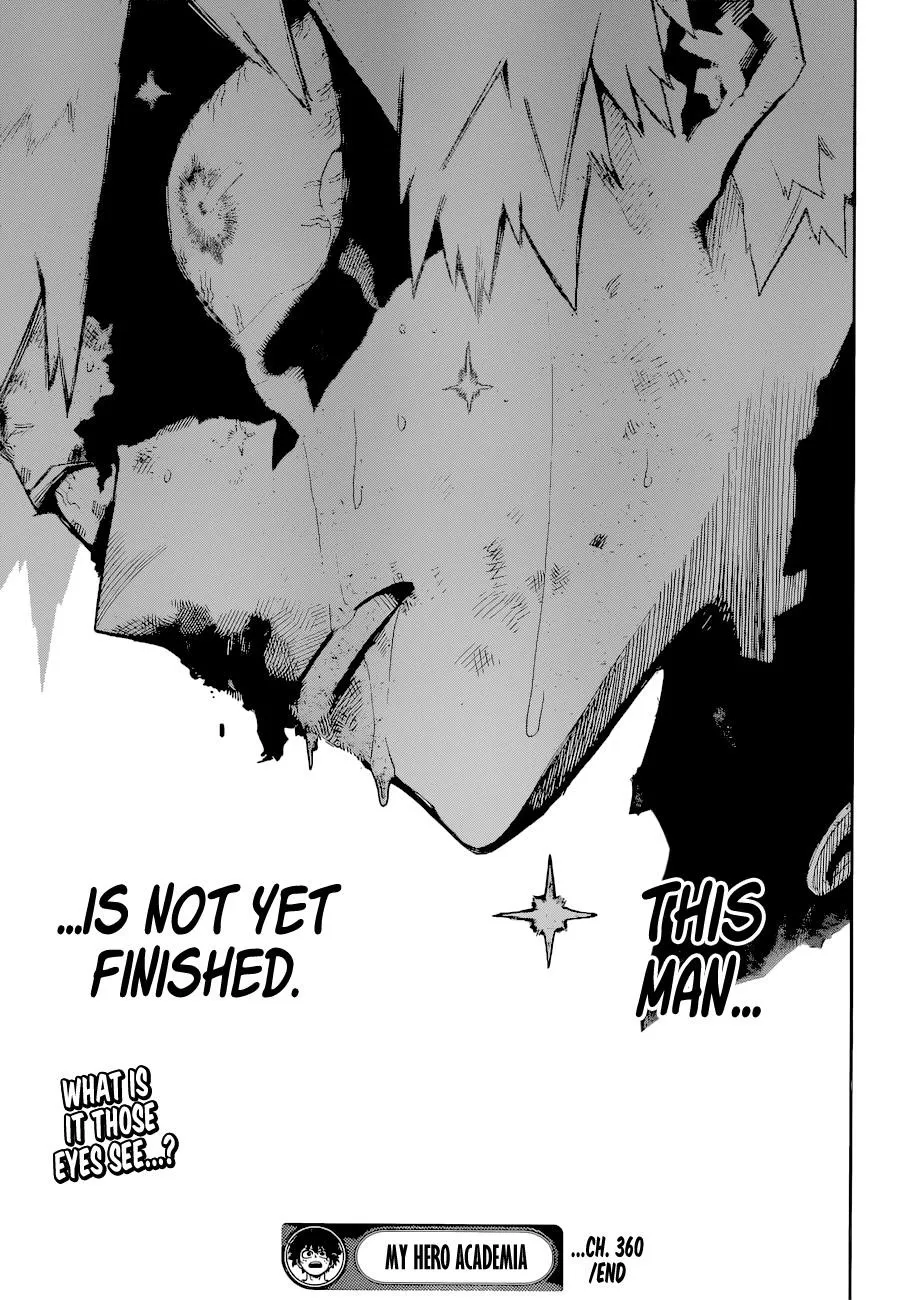 THIS
MAN...
...IS NOT YET
FINISHED.
WHAT IS
IT THOSE
EYES SEE...?
MY HERO ACADEMIA
...CH. 360
/END